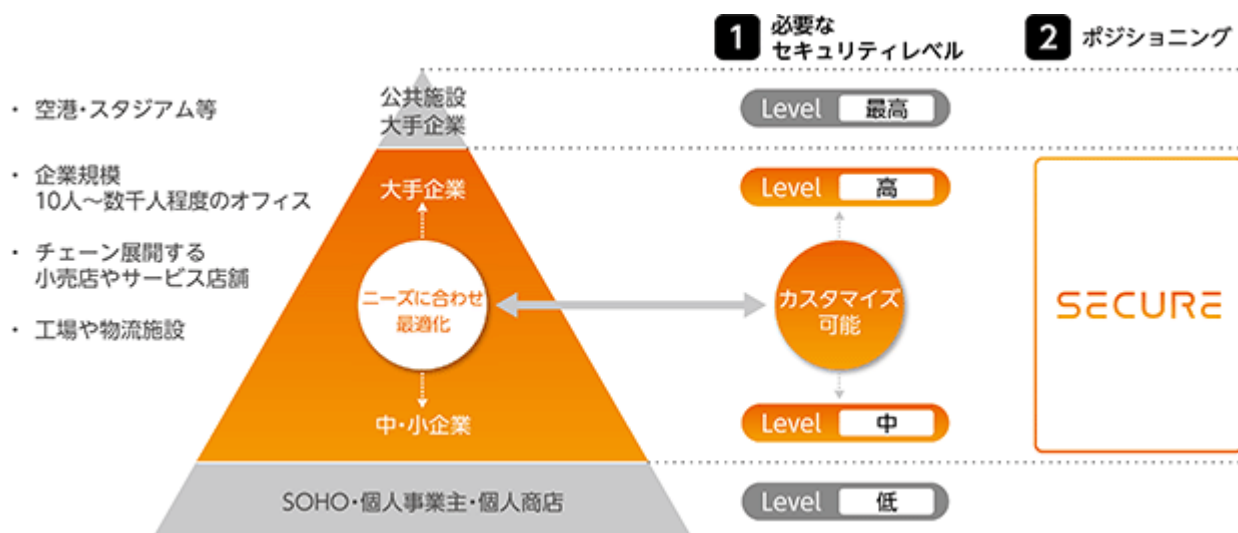 1 必要な
セキュリティレベル
2 ポジショニング
・ 空港・スタジアム等
・ 企業規模
10人～数千人程度のオフィス
・ チェーン展開する
小売店やサービス店舗
・ 工場や物流施設
公共施設
大手企業
大手企業
ニーズに合わせ
最適化
中・小企業
SOHO・個人事業主・個人商店
Level 最高
Level 高
カスタマイズ
可能
Level 中
Level 低
SECURE